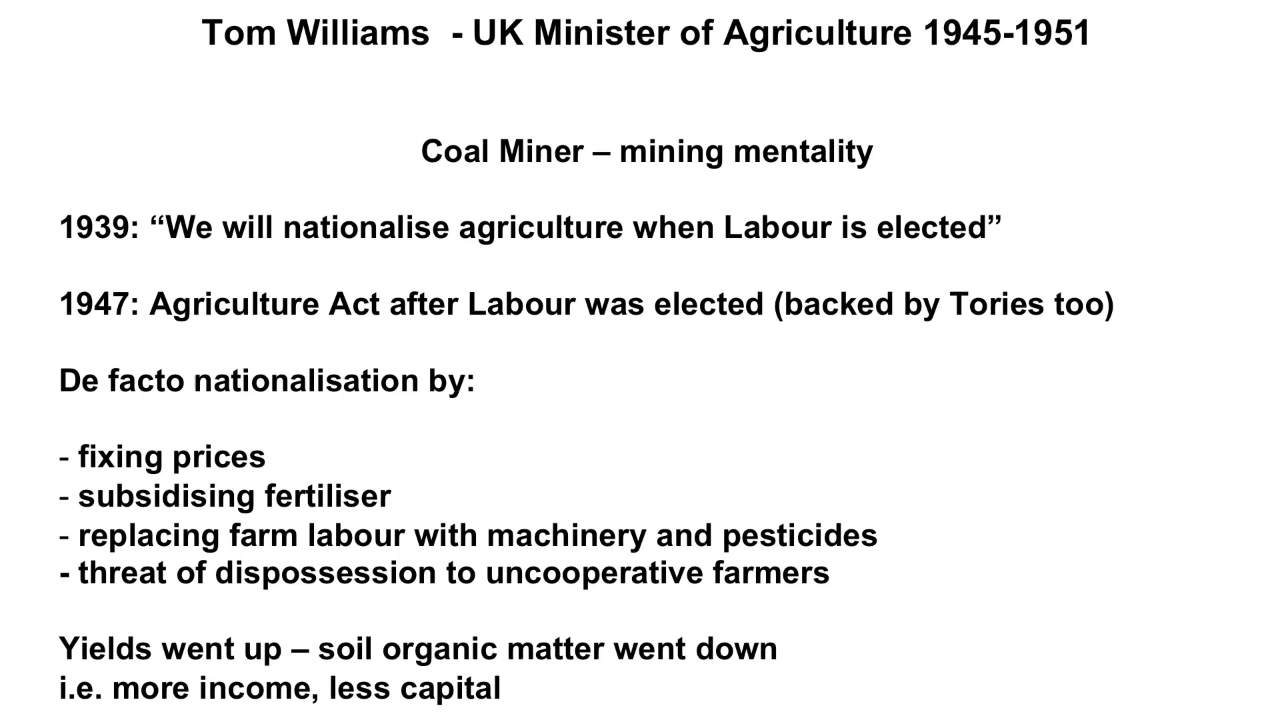 Tom Williams  - UK Minister of Agriculture 1945-1951
Coal Miner – mining mentality
1939: “We will nationalise agriculture when Labour is elected”
1947: Agriculture Act after Labour was elected (backed by Tories too)
De facto nationalisation by:
- fixing prices
- subsidising fertiliser
- replacing farm labour with machinery and pesticides
- threat of dispossession to uncooperative farmers
Yields went up – soil organic matter went down
i.e. more income, less capital